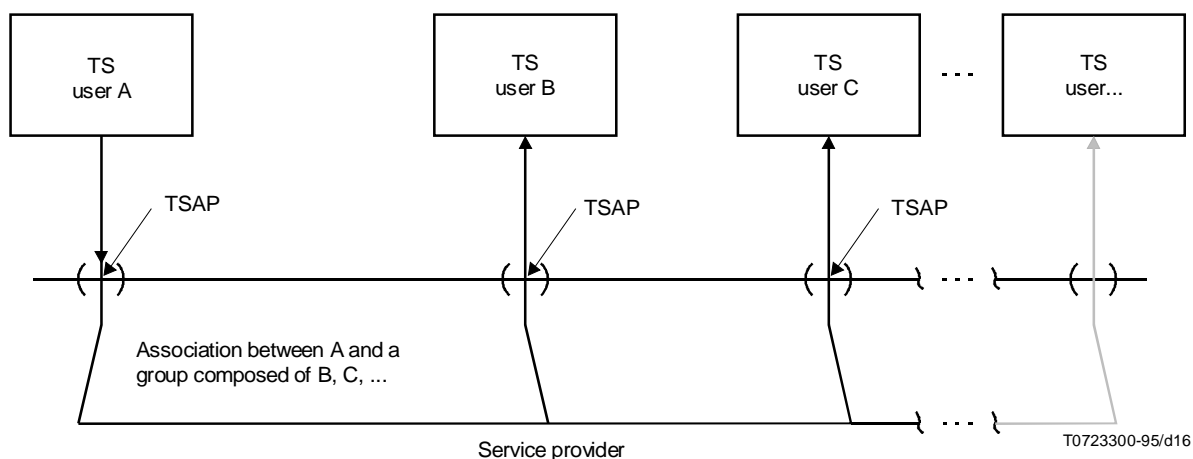 TS
user A
TS
user B
TS
user C
TS
user...
TSAP
TSAP
TSAP
Association between A and a
group composed of B, C, ...
Service provider
T0723300-95/d16